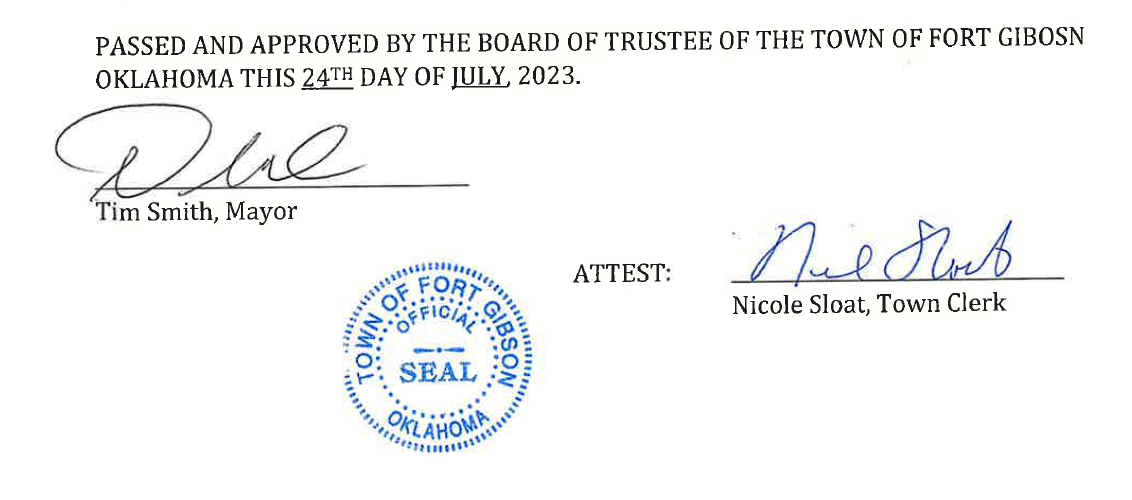 PASSED AND APPROVED BY THE BOARD OF TRUSTEE OF THE TOWN OF FORT GIBOSN
OKLAHOMA THIS 24TH DAY OF JULY, 2023.
Tim Smith, Mayor
ATTEST:
Nicole Sloat, Town Clerk
TOWN OF FORT GIBSON
OFFICIAL
SEAL
OKLAHOMA